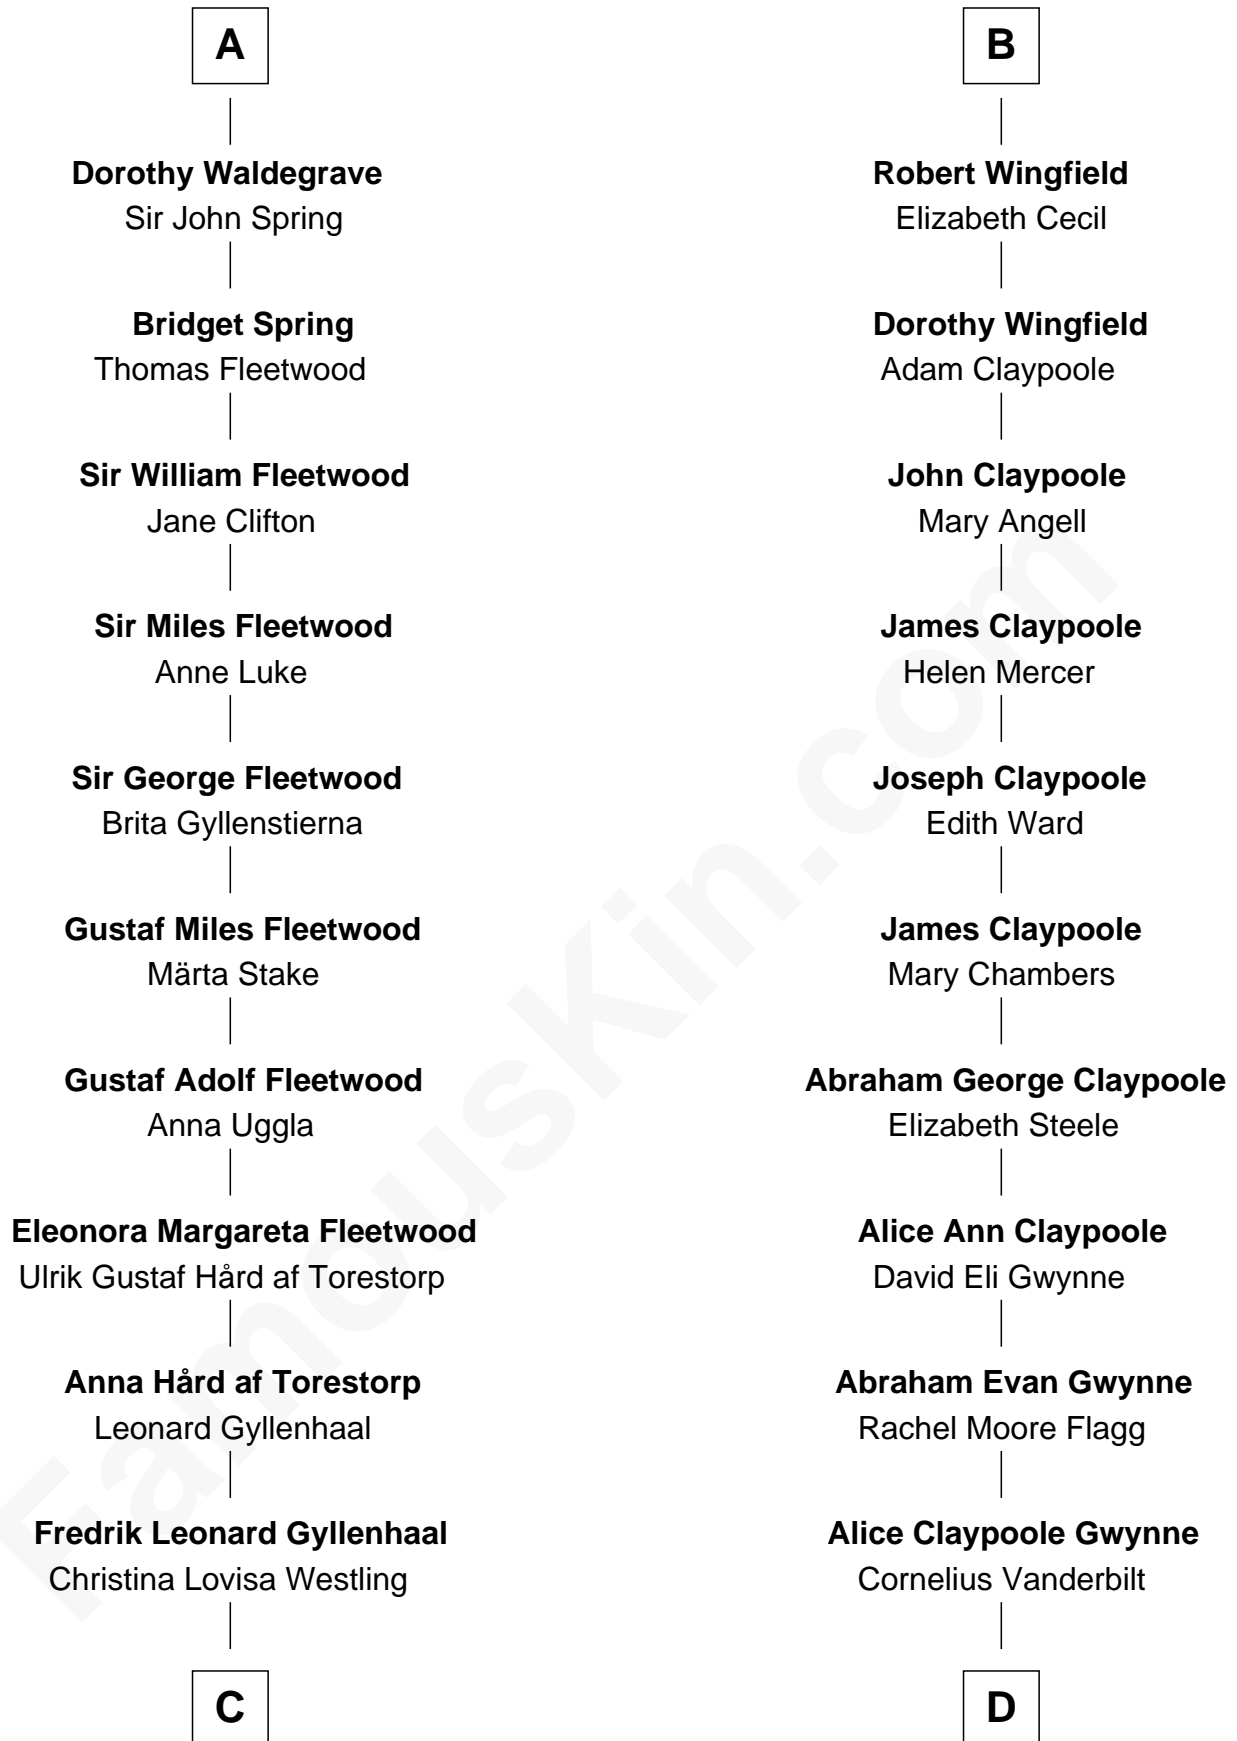 A
Dorothy Waldegrave
Sir John Spring
Bridget Spring
Thomas Fleetwood
Sir William Fleetwood
Jane Clifton
Sir Miles Fleetwood
Anne Luke
Sir George Fleetwood
Brita Gyllenstierna
Gustaf Miles Fleetwood
Märta Stake
Gustaf Adolf Fleetwood
Anna Uggla
Eleonora Margareta Fleetwood
Ulrik Gustaf Hård af Torestorp
Anna Hård af Torestorp
Leonard Gyllenhaal
Fredrik Leonard Gyllenhaal
Christina Lovisa Westling
C
B
Robert Wingfield
Elizabeth Cecil
Dorothy Wingfield
Adam Claypoole
John Claypoole
Mary Angell
James Claypoole
Helen Mercer
Joseph Claypoole
Edith Ward
James Claypoole
Mary Chambers
Abraham George Claypoole
Elizabeth Steele
Alice Ann Claypoole
David Eli Gwynne
Abraham Evan Gwynne
Rachel Moore Flagg
Alice Claypoole Gwynne
Cornelius Vanderbilt
D
FamousKin.com